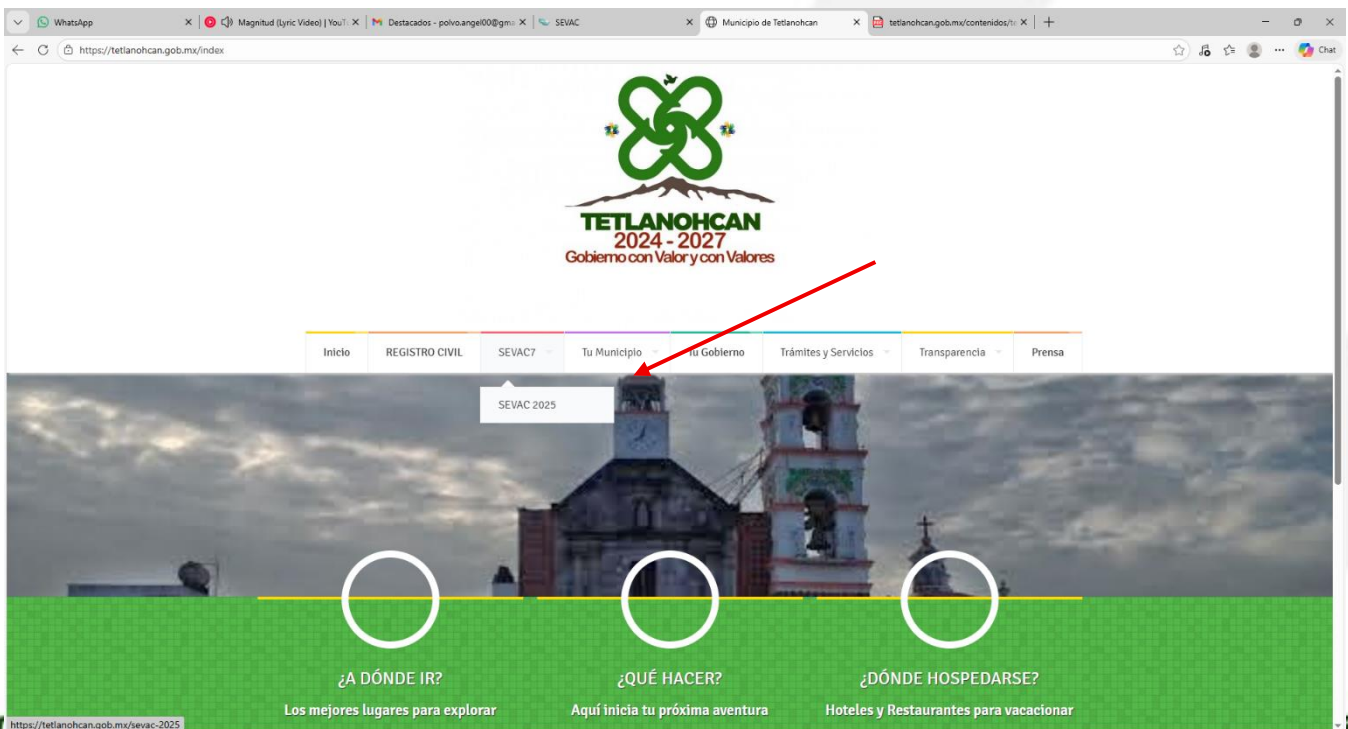 WhatsApp
Magnitud (Lyric Video) | YouT
Destacados - polvo.angel00@gma
SEVAC
Municipio de Tetlanohcan
tetlanohcan.gob.mx/contenidos/tr
https://tetlanohcan.gob.mx/index
Chat
TETLANOHCAN
2024 - 2027
Gobierno con Valor y con Valores
Inicio
REGISTRO CIVIL
SEVAC7
Tu Municipio
Tu Gobierno
Trámites y Servicios
Transparencia
Prensa
SEVAC 2025
¿A DÓNDE IR?
Los mejores lugares para explorar
¿QUÉ HACER?
Aquí inicia tu próxima aventura
¿DÓNDE HOSPEDARSE?
Hoteles y Restaurantes para vacacionar
https://tetlanohcan.gob.mx/sevac-2025